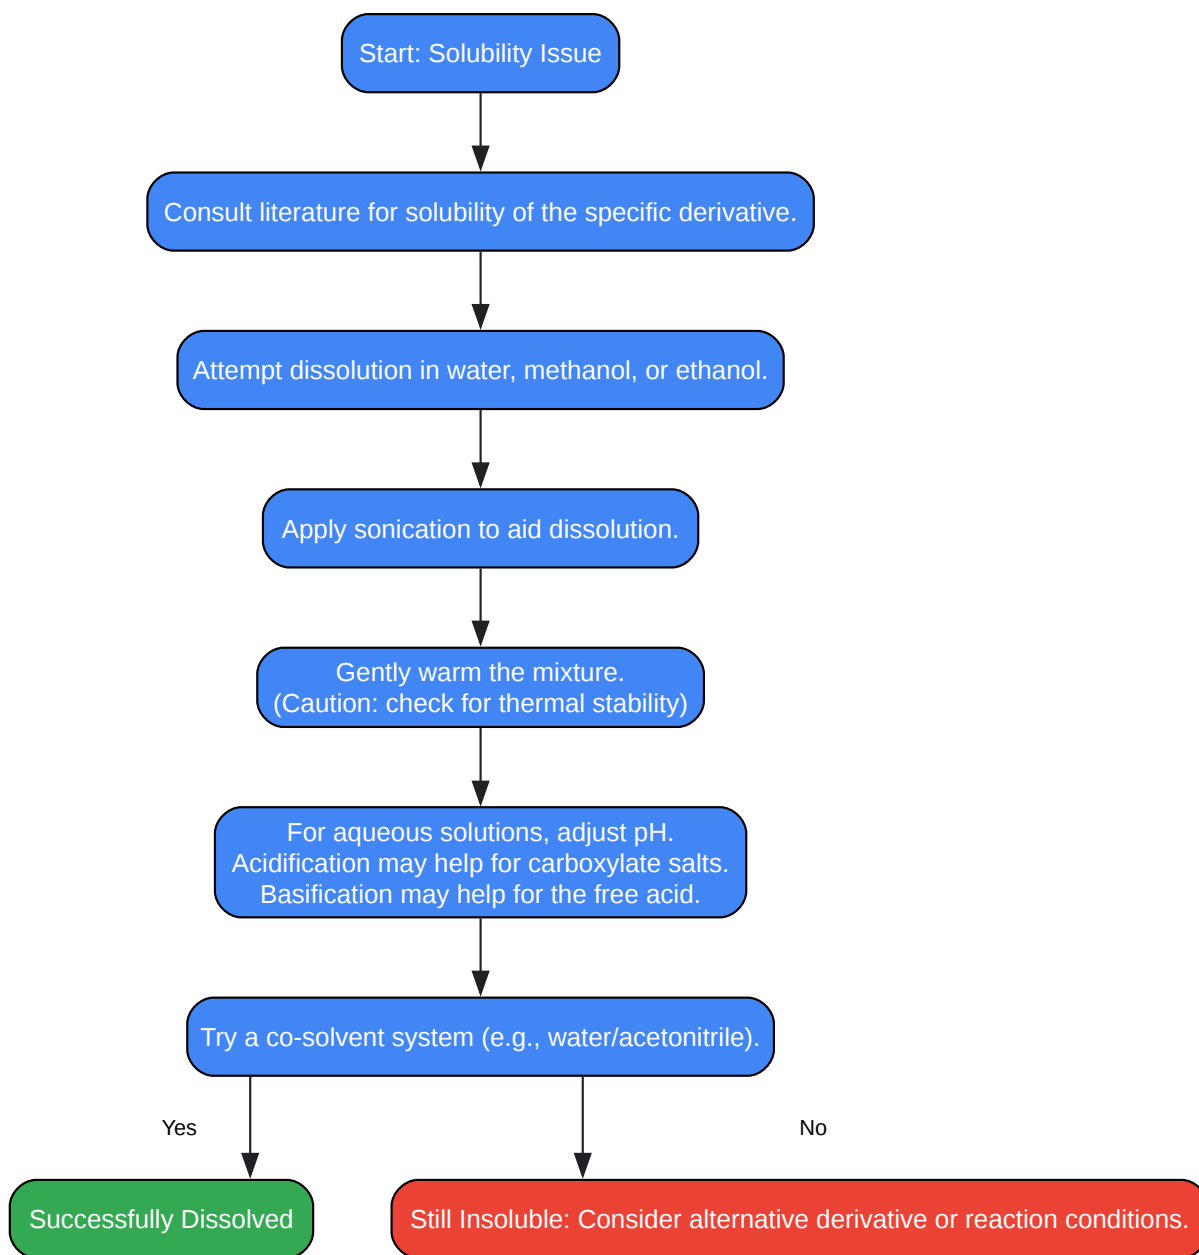 Start: Solubility Issue
Consult literature for solubility of the specific derivative.
Attempt dissolution in water, methanol, or ethanol.
Apply sonication to aid dissolution.
Gently warm the mixture.
(Caution: check for thermal stability)
For aqueous solutions, adjust pH.
Acidification may help for carboxylate salts.
Basification may help for the free acid.
Try a co-solvent system (e.g., water/acetonitrile).
Yes
No
Successfully Dissolved
Still Insoluble: Consider alternative derivative or reaction conditions.